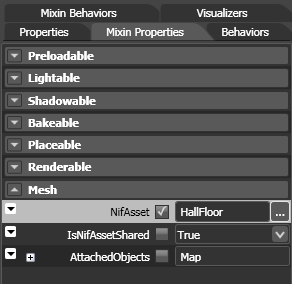 Mixin Behaviors Visualizers
Properties Mixin Properties Behaviors
Preloadable
Lightable
Shadowable
Bakeable
Placeable
Renderable
Mesh
NifAsset HallFloor ...
IsNifAssetShared True
AttachedObjects Map